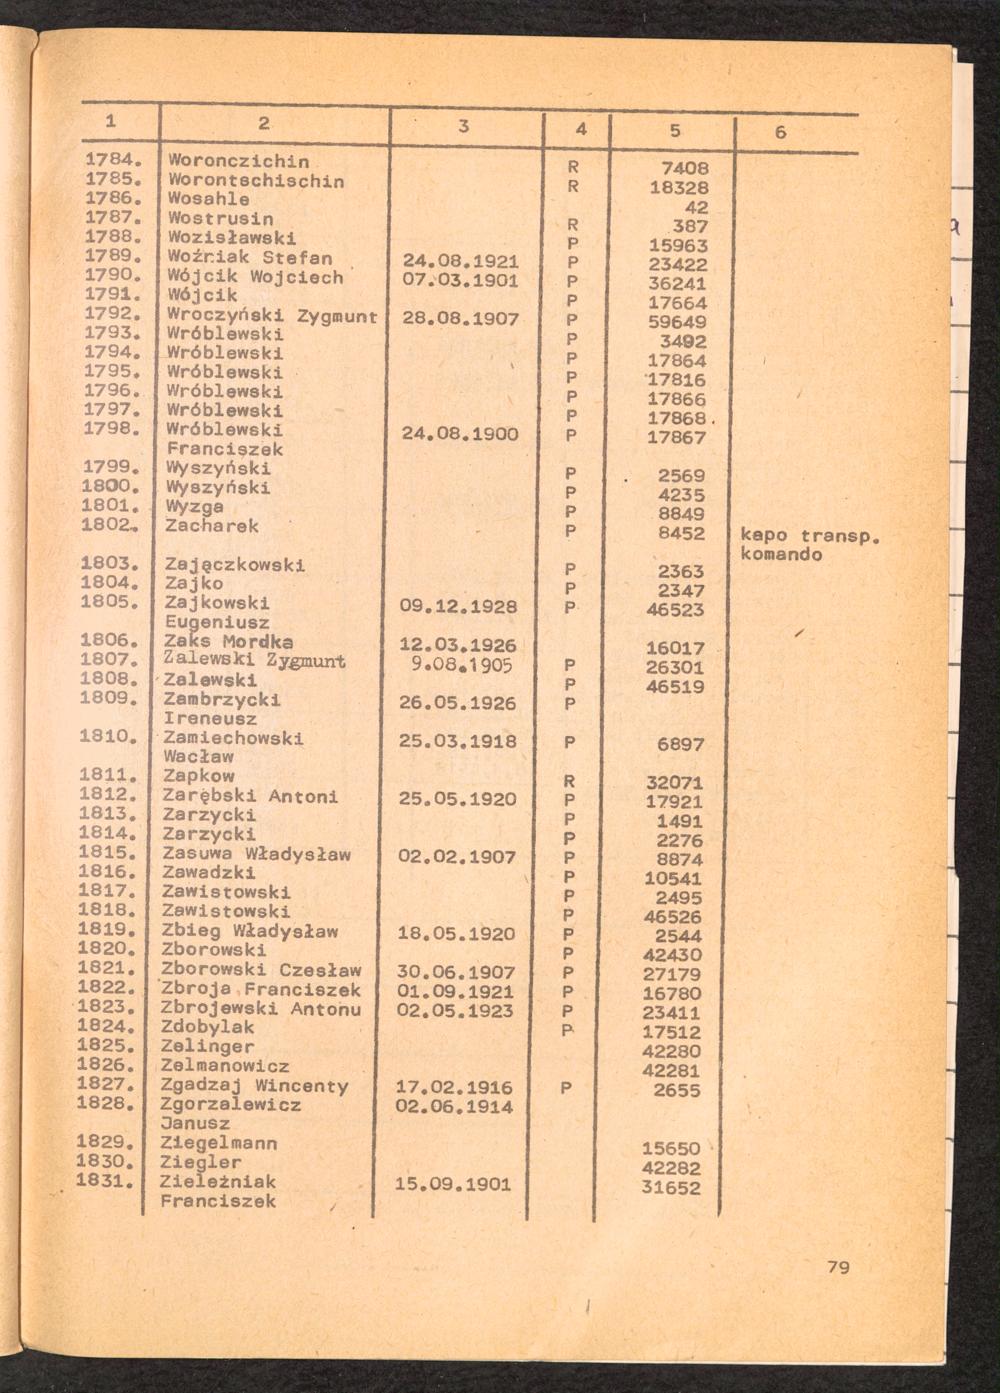 1 2 3 4 5 6
1784. Woronczichin R 7408
1785. Worontschischin R 18328
1786. Wosahle 42
1787. Wostrusin R 387
1788. Wozisławski P 15963
1789. Woźniak Stefan 24.08.1921 P 23422
1790. Wójcik Wojciech 07.03.1901 P 36241
1791. Wójcik P 17664
1792. Wroczyński Zygmunt 28.08.1907 P 59649
1793. Wróblewski P 3492
1794. Wróblewski P 17864
1795. Wróblewski P 17816
1796. Wróblewski P 17866
1797. Wróblewski P 17868.
1798. Wróblewski 24.08.1900 P 17867
Franciszek
1799. Wyszyński P 2569
1800. Wyszyński P 4235
1801. Wyzga P 8849
1802. Zacharek P 8452 kapo transp.
komando
1803. Zajączkowski P 2363
1804. Zajko P 2347
1805. Zajkowski 09.12.1928 P 46523
Eugeniusz
1806. Zaks Mordka 12.03.1926 16017
1807. Zalewski Zygmunt 9.08.1905 P 26301
1808. Zalewski P 46519
1809. Zambrzycki 26.05.1926 P
Ireneusz
1810. Zamiechowski 25.03.1918 P 6897
Wacław
1811. Zapkow R 32071
1812. Zarębski Antoni 25.05.1920 P 17921
1813. Zarzycki P 1491
1814. Zarzycki P 2276
1815. Zasuwa Władysław 02.02.1907 P 8874
1816. Zawadzki P 10541
1817. Zawistowski P 2495
1818. Zawistowski P 46526
1819. Zbieg Władysław 18.05.1920 P 2544
1820. Zborowski P 42430
1821. Zborowski Czesław 30.06.1907 P 27179
1822. Zbroja Franciszek 01.09.1921 P 16780
1823. Zbrojewski Antonu 02.05.1923 P 23411
1824. Zdobylak P 17512
1825. Zelinger 42280
1826. Zelmanowicz 42281
1827. Zgadzaj Wincenty 17.02.1916 P 2655
1828. Zgorzalewicz 02.06.1914
Janusz
1829. Ziegelmann 15650
1830. Ziegler 42282
1831. Zieleźniak 15.09.1901 31652
Franciszek
79